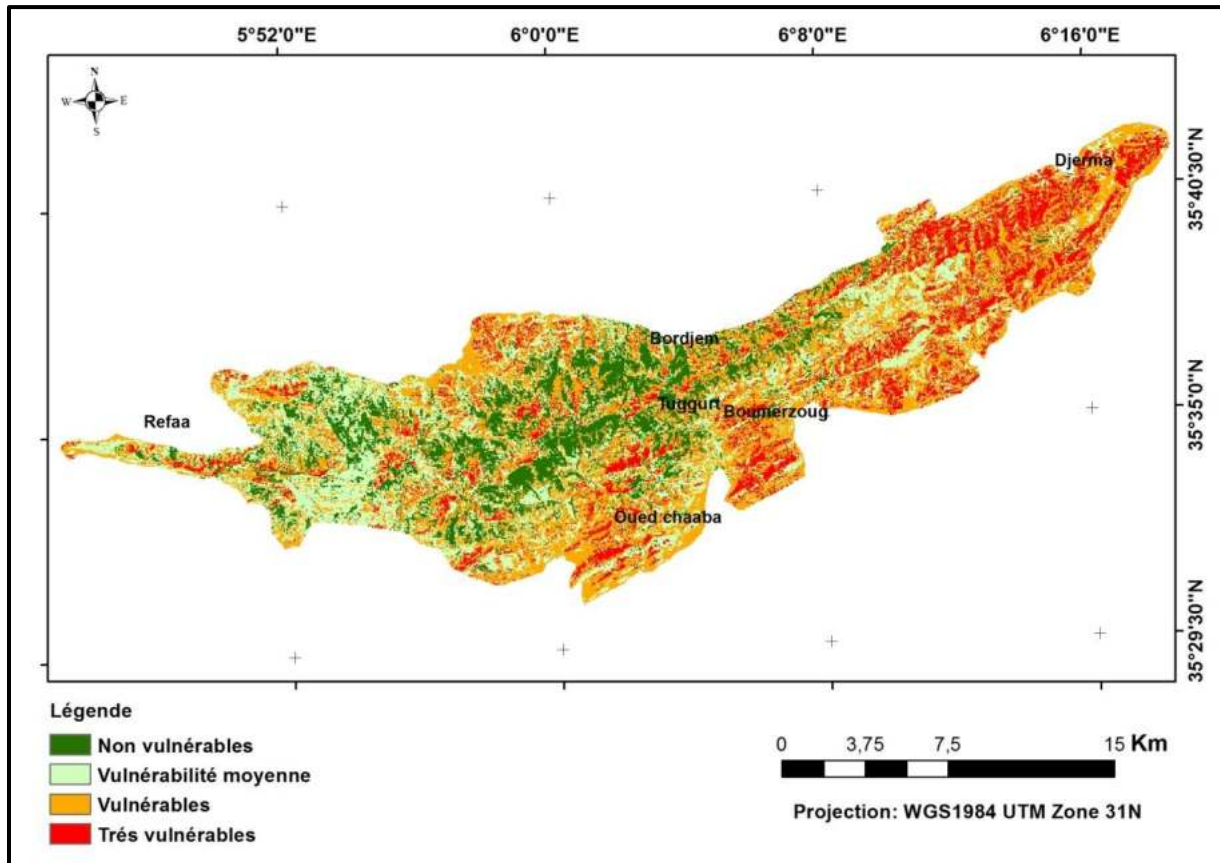 5°52'0"E
6°0'0"E
6°8'0"E
6°16'0"E
N
W
E
S
35°40'30"N
35°35'0"N
35°29'30"N
Djerma
Bordjem
Tuggurt
Boumerzoug
Refaa
Oued chaaba
Légende
Non vulnérables
Vulnérabilité moyenne
Vulnérables
Trés vulnérables
0 3,75 7,5 15 Km
Projection: WGS1984 UTM Zone 31N